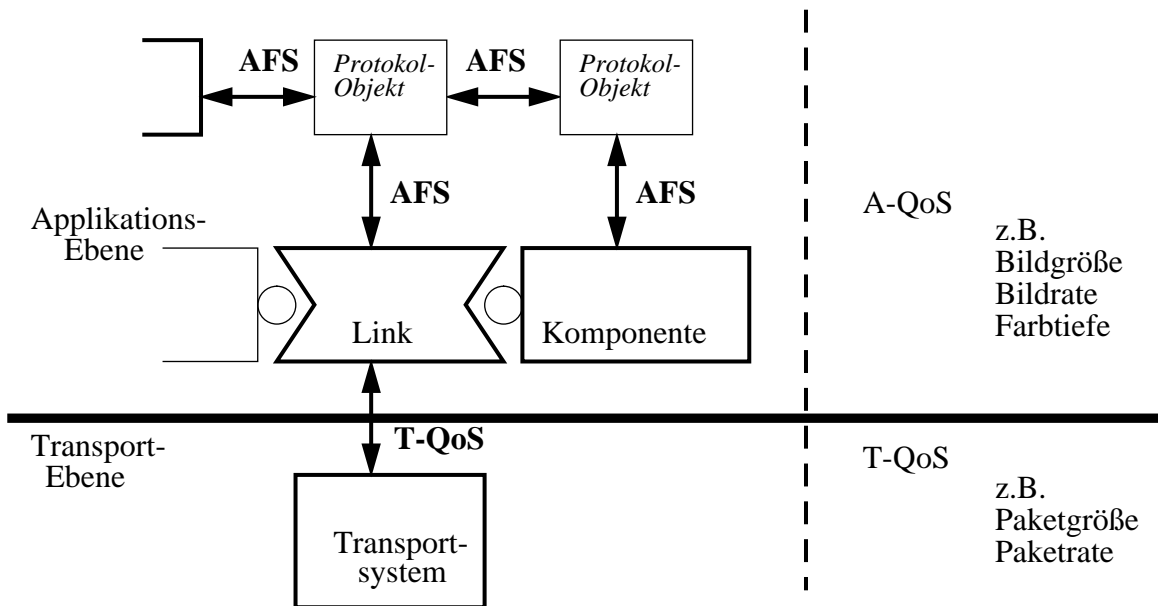 AFS
Protokol-
Objekt
AFS
Protokol-
Objekt
AFS
AFS
Applikations-
Ebene
Link
Komponente
A-QoS
z.B.
Bildgröße
Bildrate
Farbtiefe
Transport-
Ebene
T-QoS
Transport-
system
T-QoS
z.B.
Paketgröße
Paketrate